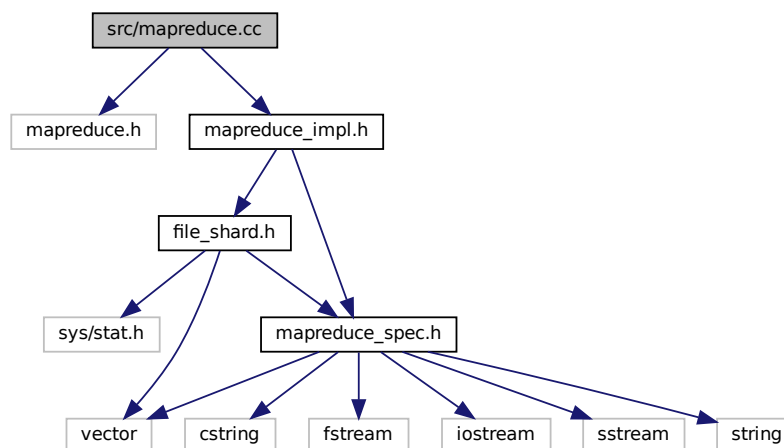 src/mapreduce.cc
mapreduce.h
mapreduce_impl.h
file_shard.h
sys/stat.h
mapreduce_spec.h
vector
cstring
fstream
iostream
sstream
string